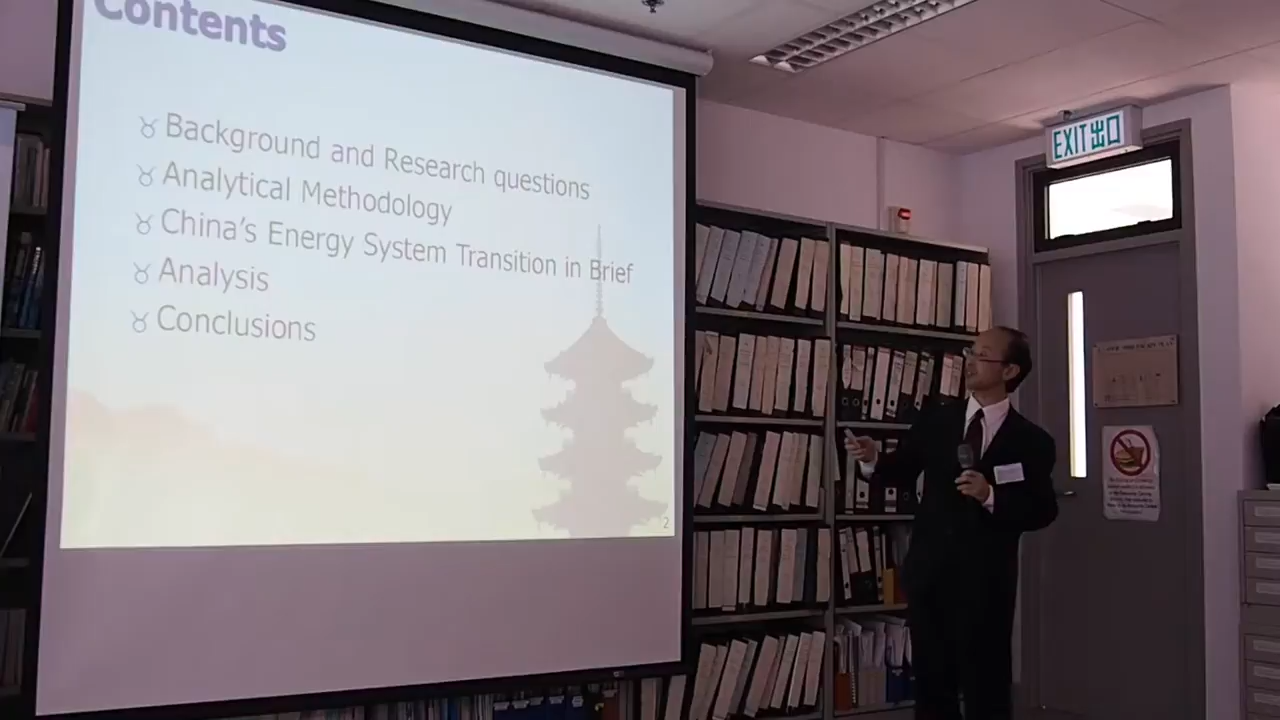 Contents
Background and Research questions
Analytical Methodology
China's Energy System Transition in Brief
Analysis
Conclusions
2
EXIT出口